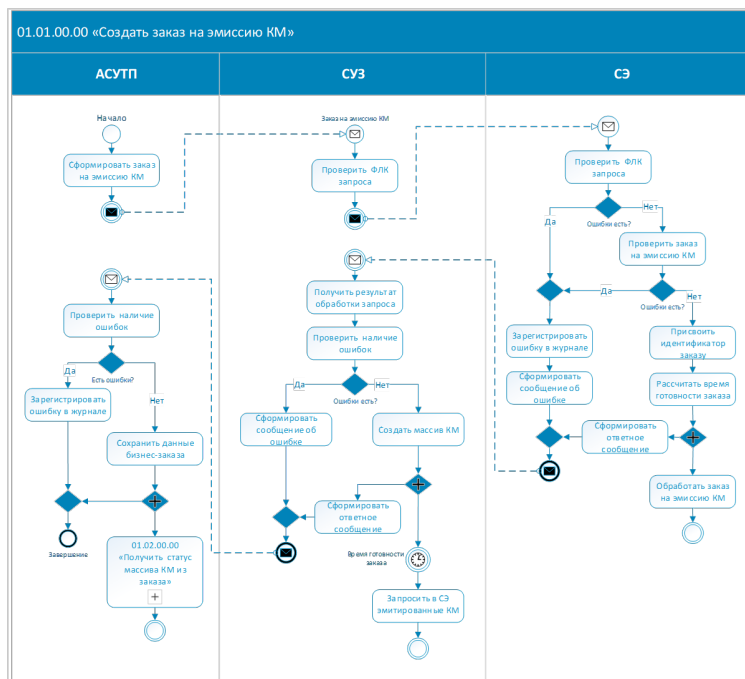 01.01.00.00 «Создать заказ на эмиссию КМ»
АСУТП
СУЗ
СЭ
Начало
Сформировать заказ
на эмиссию КМ
Проверить наличие
ошибок
Есть ошибки?
Да
Нет
Зарегистрировать
ошибку в журнале
Сохранить данные
бизнес-заказа
Завершение
01.02.00.00
«Получить статус
массива КМ из
заказа»
Заказ на эмиссию КМ
Проверить ФЛК
запроса
Получить результат
обработки запроса
Проверить наличие
ошибок
Да
Нет
Ошибки есть?
Сформировать
сообщение об
ошибке
Создать массив КМ
Сформировать
ответное
сообщение
Время готовности
заказа
Запросить в СЭ
эмитированные КМ
Проверить ФЛК
запроса
Да
Нет
Ошибки есть?
Проверить заказ
на эмиссию КМ
Да
Нет
Ошибки есть?
Зарегистрировать
ошибку в журнале
Присвоить
идентификатор
заказу
Сформировать
сообщение об
ошибке
Рассчитать время
готовности заказа
Сформировать
ответное
сообщение
Обработать заказ
на эмиссию КМ